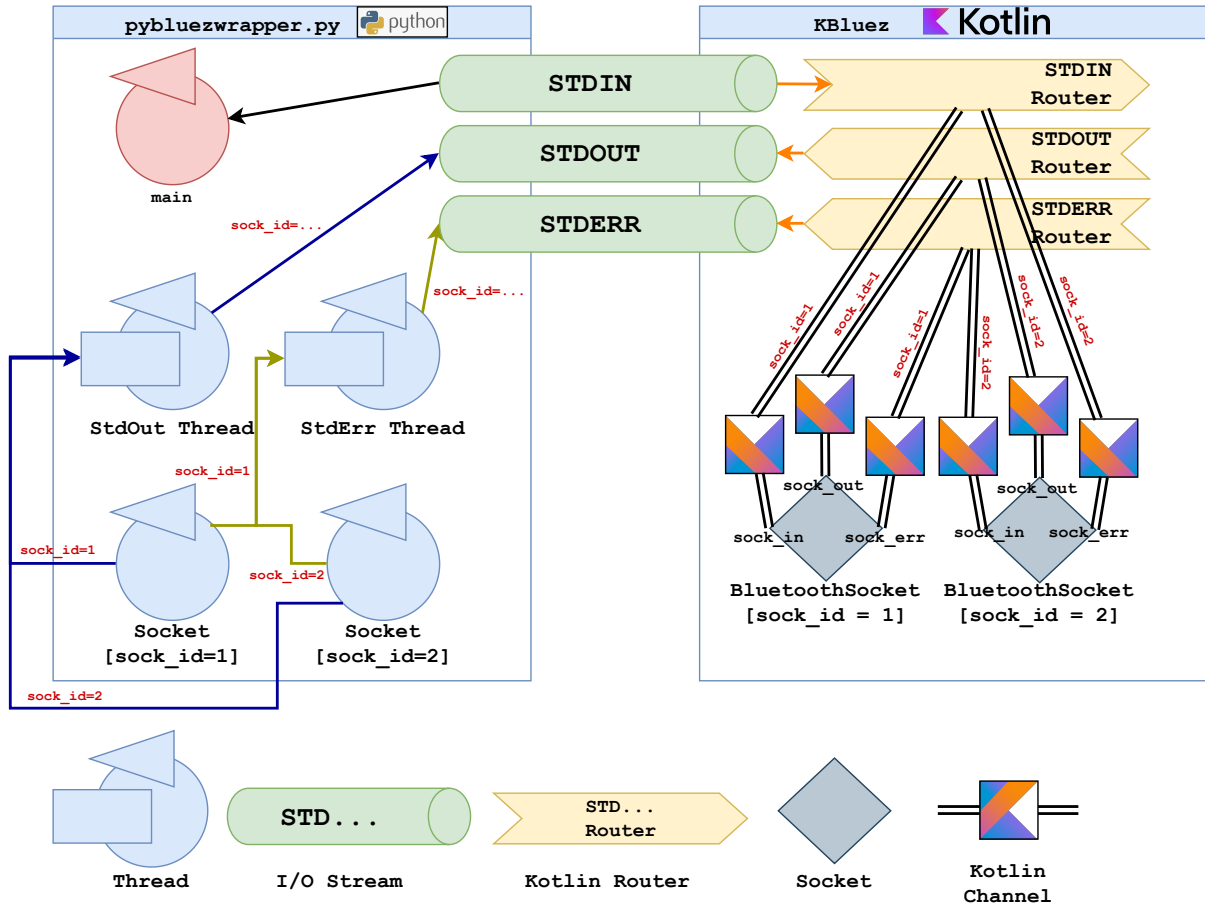 pybluezwrapper.py
python
KBluez
Kotlin
STDIN
STDIN
Router
STDOUT
STDOUT
Router
STDERR
STDERR
Router
main
sock_id=...
sock_id=...
sock_id=1
sock_id=1
sock_id=1
sock_id=2
sock_id=2
sock_id=2
StdOut Thread
StdErr Thread
sock_id=1
sock_id=1
sock_id=2
Socket
[sock_id=1]
Socket
[sock_id=2]
sock_id=2
sock_out
sock_in
sock_err
BluetoothSocket
[sock_id = 1]
sock_out
sock_in
sock_err
BluetoothSocket
[sock_id = 2]
STD...
STD...
Router
Thread
I/O Stream
Kotlin Router
Socket
Kotlin
Channel